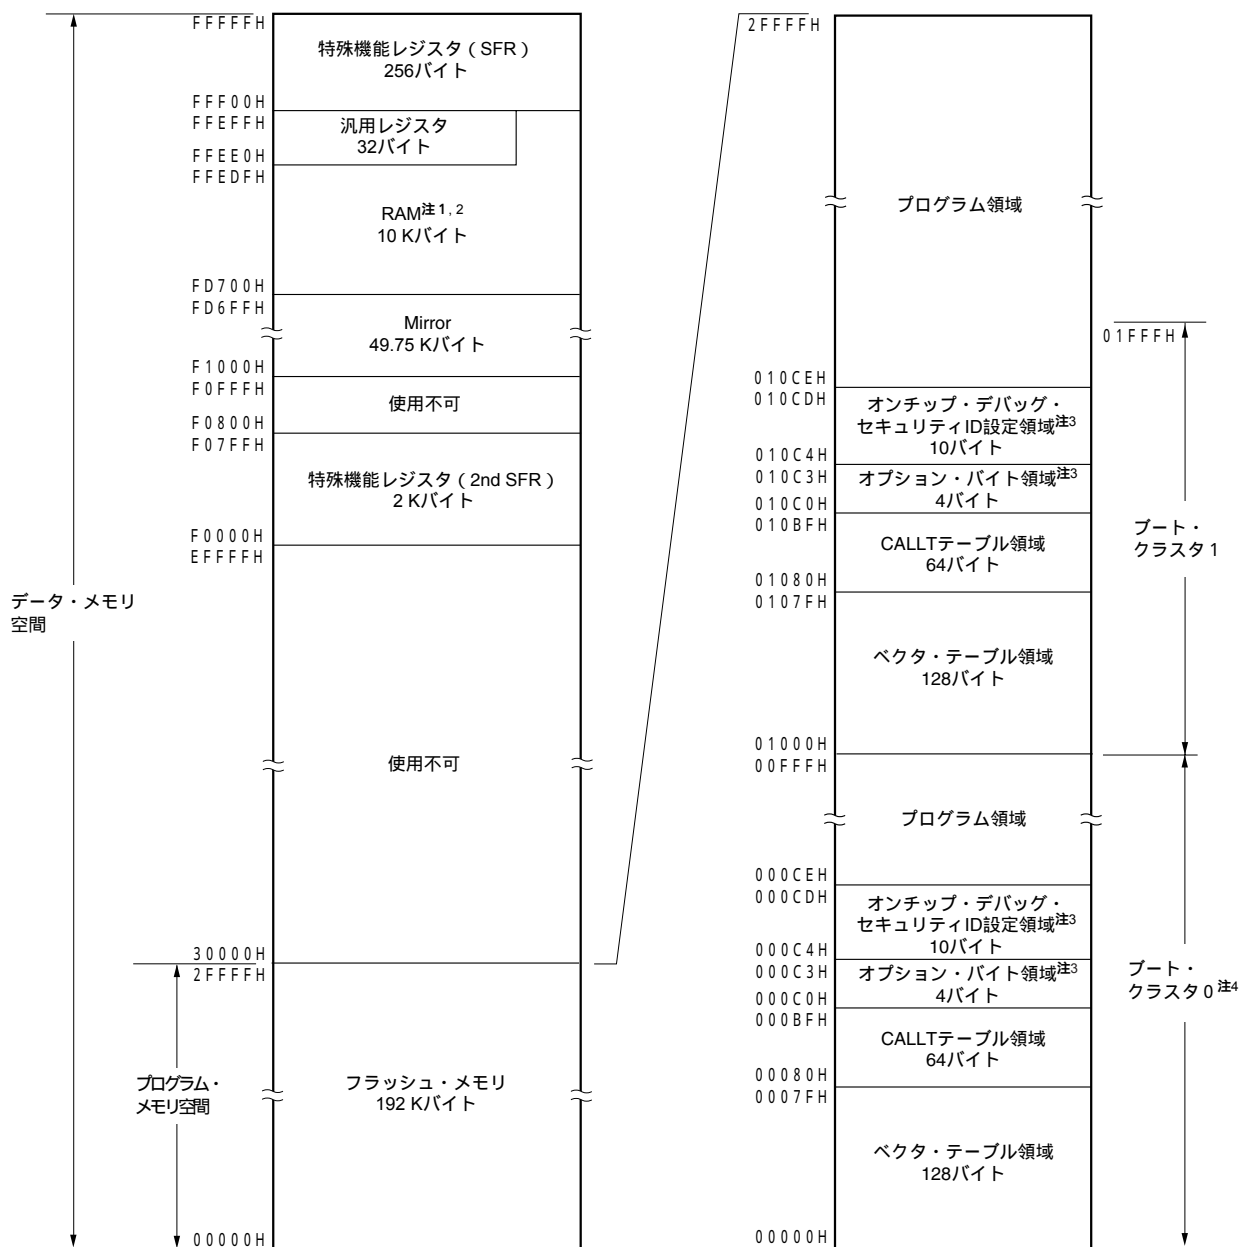 FFFFFH
特殊機能レジスタ(SFR)
256バイト
FFF00H
FFEFFH
汎用レジスタ
32バイト
FFEE0H
FFEDFH
RAM注1, 2
10 Kバイト
FD700H
FD6FFH
Mirror
49.75 Kバイト
F1000H
F0FFFH
使用不可
F0800H
F07FFH
特殊機能レジスタ(2nd SFR)
2 Kバイト
F0000H
EFFFFH
データ・メモリ
空間
使用不可
30000H
2FFFFH
プログラム・
メモリ空間
フラッシュ・メモリ
192 Kバイト
00000H
2FFFFH
プログラム領域
01FFFH
010CEH
010CDH
オンチップ・デバッグ・
セキュリティID設定領域注3
10バイト
010C4H
010C3H
オプション・バイト領域注3
4バイト
010C0H
010BFH
CALLTテーブル領域
64バイト
01080H
0107FH
ブート・
クラスタ1
ベクタ・テーブル領域
128バイト
01000H
00FFFH
プログラム領域
000CEH
000CDH
オンチップ・デバッグ・
セキュリティID設定領域注3
10バイト
000C4H
000C3H
オプション・バイト領域注3
4バイト
000C0H
000BFH
ブート・
クラスタ0注4
CALLTテーブル領域
64バイト
00080H
0007FH
ベクタ・テーブル領域
128バイト
00000H